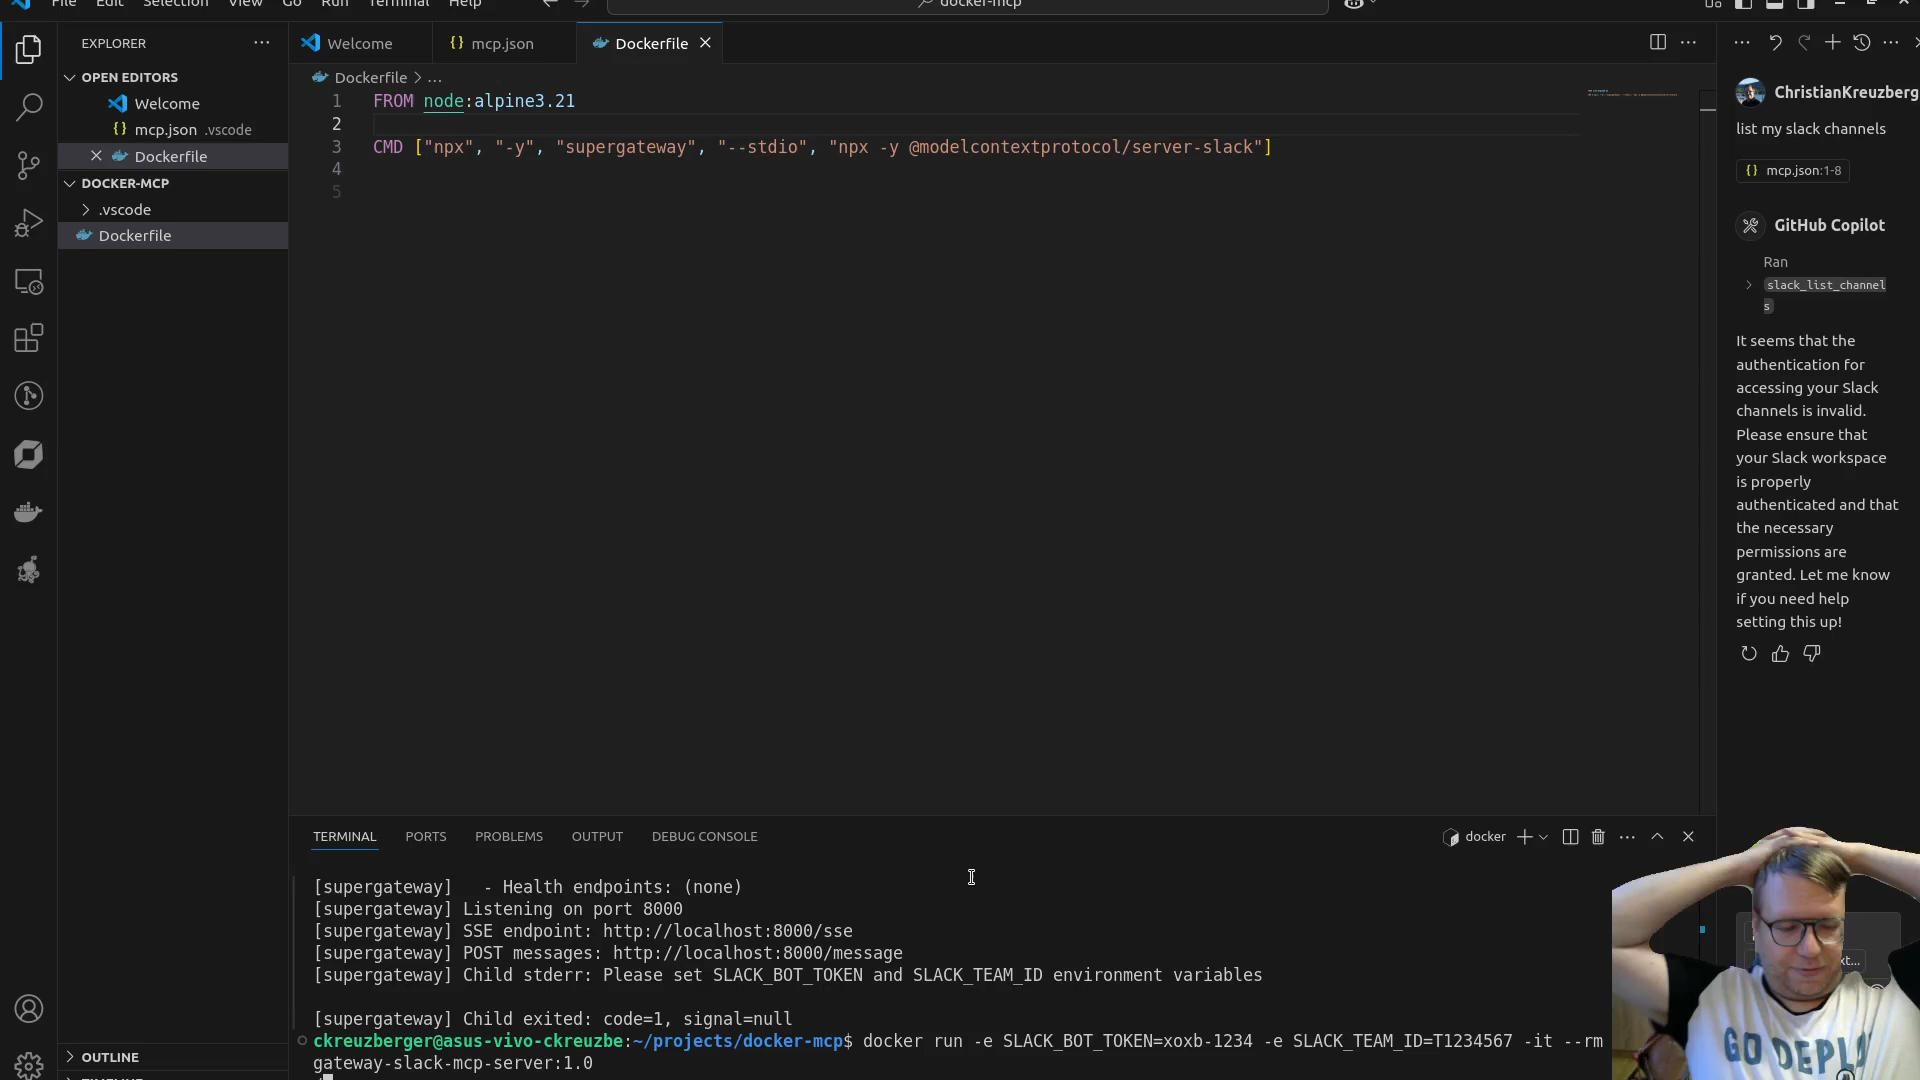 File Edit Selection View Go Run Terminal Help
docker-mcp
EXPLORER
OPEN EDITORS
Welcome
mcp.json .vscode
Dockerfile
DOCKER-MCP
.vscode
Dockerfile
OUTLINE
Welcome
mcp.json
Dockerfile
Dockerfile > ...
1 FROM node:alpine3.21
2
3 CMD ["npx", "-y", "supergateway", "--stdio", "npx -y @modelcontextprotocol/server-slack"]
4
5
TERMINAL PORTS PROBLEMS OUTPUT DEBUG CONSOLE
docker
[supergateway]   - Health endpoints: (none)
[supergateway] Listening on port 8000
[supergateway] SSE endpoint: http://localhost:8000/sse
[supergateway] POST messages: http://localhost:8000/message
[supergateway] Child stderr: Please set SLACK_BOT_TOKEN and SLACK_TEAM_ID environment variables
[supergateway] Child exited: code=1, signal=null
ckreuzberger@asus-vivo-ckreuzbe:~/projects/docker-mcp$ docker run -e SLACK_BOT_TOKEN=xoxb-1234 -e SLACK_TEAM_ID=T1234567 -it --rm
gateway-slack-mcp-server:1.0
ChristianKreuzberg
list my slack channels
mcp.json:1-8
GitHub Copilot
Ran
slack_list_channel
s
It seems that the
authentication for
accessing your Slack
channels is invalid.
Please ensure that
your Slack workspace
is properly
authenticated and that
the necessary
permissions are
granted. Let me know
if you need help
setting this up!
xt...
GO DEPLO